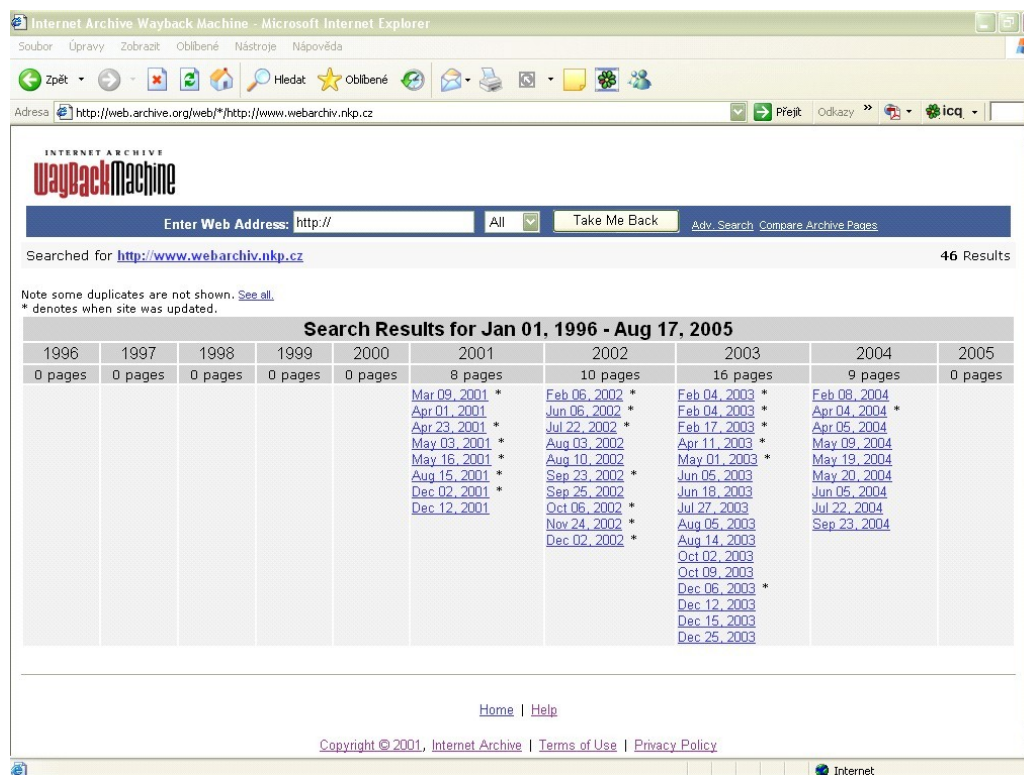 Internet Archive Wayback Machine - Microsoft Internet Explorer
Soubor Úpravy Zobrazit Oblíbené Nástroje Nápověda
Zpět Hledat Oblíbené
Adresa http://web.archive.org/web/*/http://www.webarchiv.nkp.cz Přejít Odkazy » icq
INTERNET ARCHIVE
WayBackMachine
Enter Web Address: http:// All Take Me Back Adv. Search Compare Archive Pages
Searched for http://www.webarchiv.nkp.cz 46 Results
Note some duplicates are not shown. See all.
* denotes when site was updated.
Search Results for Jan 01, 1996 - Aug 17, 2005
1996 1997 1998 1999 2000 2001 2002 2003 2004 2005
0 pages 0 pages 0 pages 0 pages 0 pages 8 pages 10 pages 16 pages 9 pages 0 pages
Mar 09, 2001 * Feb 06, 2002 * Feb 04, 2003 * Feb 08, 2004
Apr 01, 2001 Jun 06, 2002 * Feb 04, 2003 * Apr 04, 2004 *
Apr 23, 2001 * Jul 22, 2002 * Feb 17, 2003 * Apr 05, 2004
May 03, 2001 * Aug 03, 2002 Apr 11, 2003 * May 09, 2004
May 16, 2001 * Aug 10, 2002 May 01, 2003 * May 19, 2004
Aug 15, 2001 * Sep 23, 2002 * Jun 05, 2003 May 20, 2004
Dec 02, 2001 * Sep 25, 2002 Jun 18, 2003 Jun 05, 2004
Dec 12, 2001 Oct 06, 2002 * Jul 27, 2003 Jul 22, 2004
Nov 24, 2002 * Aug 05, 2003 Sep 23, 2004
Dec 02, 2002 * Aug 14, 2003
Oct 02, 2003
Oct 09, 2003
Dec 06, 2003 *
Dec 12, 2003
Dec 15, 2003
Dec 25, 2003
Home | Help
Copyright © 2001, Internet Archive | Terms of Use | Privacy Policy
Internet